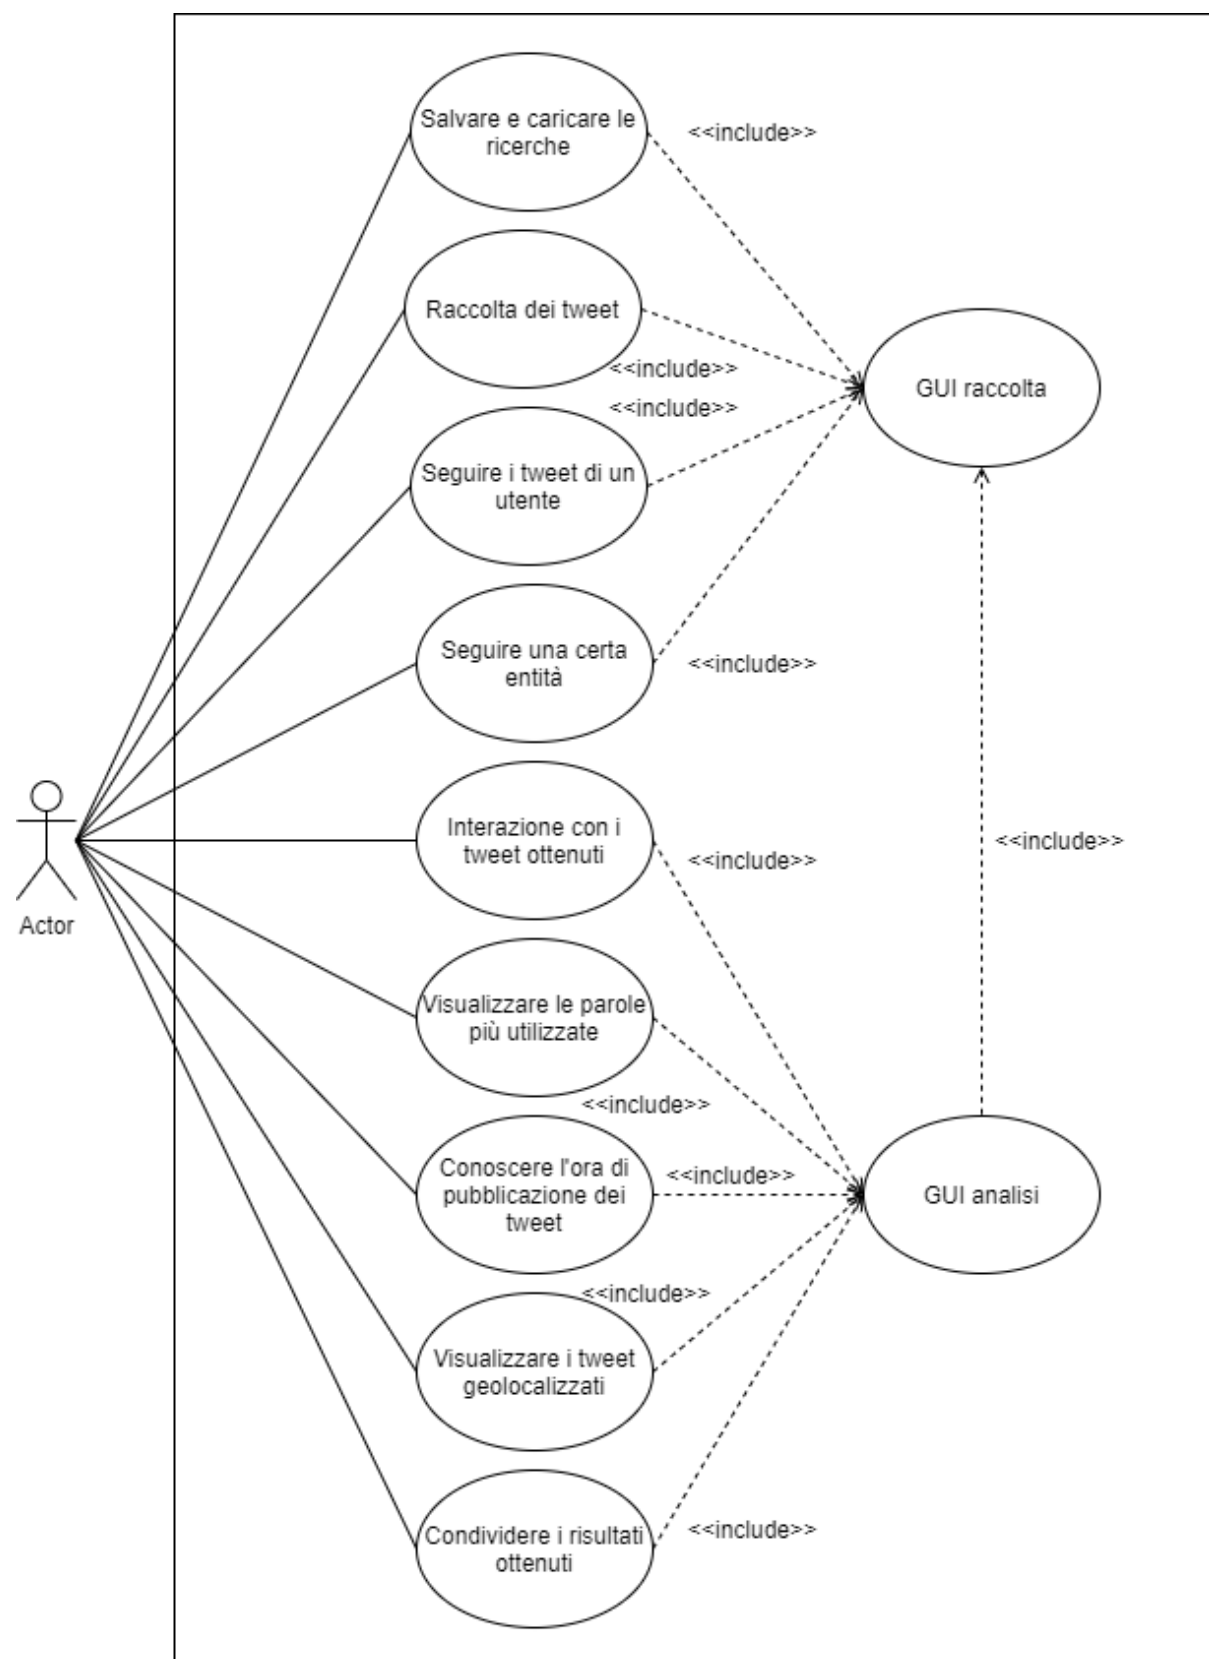 Salvare e caricare le
ricerche
<<include>>
Raccolta dei tweet
<<include>>
GUI raccolta
<<include>>
Seguire i tweet di un
utente
Seguire una certa
entità
<<include>>
Interazione con i
tweet ottenuti
<<include>>
<<include>>
Actor
Visualizzare le parole
più utilizzate
<<include>>
Conoscere l'ora di
pubblicazione dei
tweet
<<include>>
GUI analisi
<<include>>
Visualizzare i tweet
geolocalizzati
Condividere i risultati
ottenuti
<<include>>